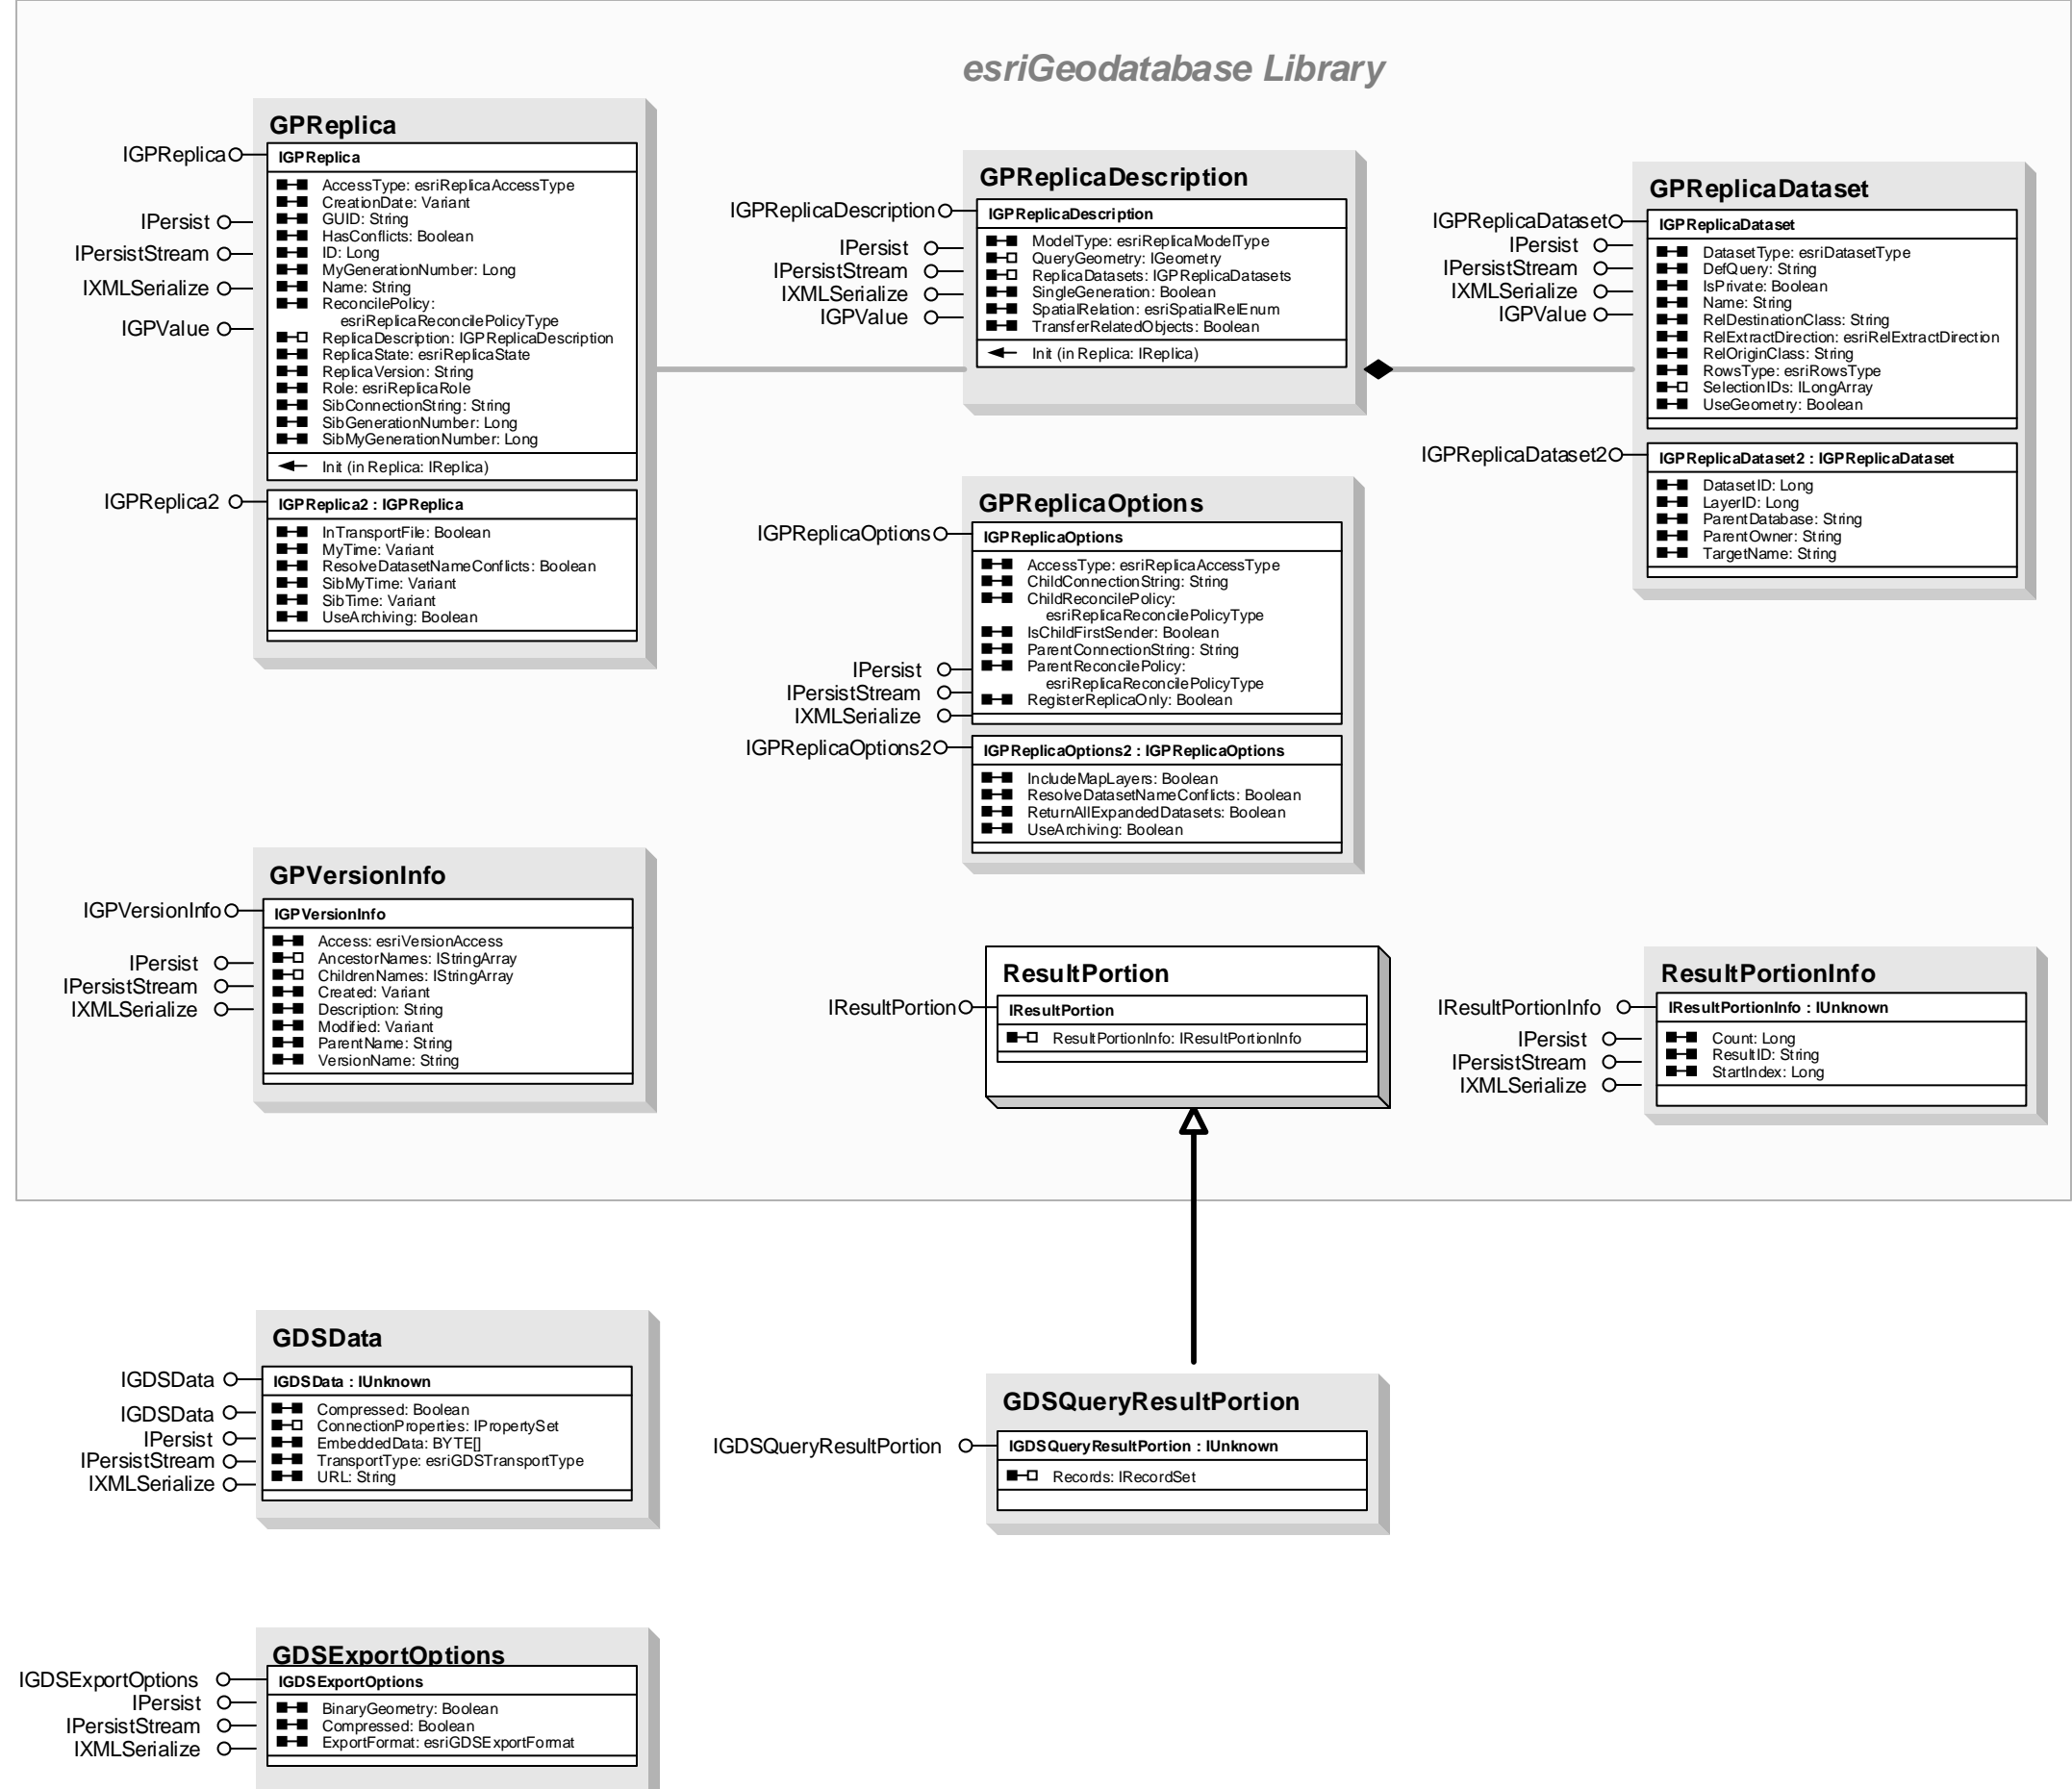 esriGeodatabase Library
GPReplica
IGPReplica
IPersist
IPersistStream
IXMLSerialize
IGPValue
IGPReplica
AccessType: esriReplicaAccessType
CreationDate: Variant
GUID: String
HasConflicts: Boolean
ID: Long
MyGenerationNumber: Long
Name: String
ReconcilePolicy:
esriReplicaReconcilePolicyType
ReplicaDescription: IGPReplicaDescription
ReplicaState: esriReplicaState
ReplicaVersion: String
Role: esriReplicaRole
SibConnectionString: String
SibGenerationNumber: Long
SibMyGenerationNumber: Long
Init (in Replica: IReplica)
IGPReplica2
IGPReplica2 : IGPReplica
InTransportFile: Boolean
MyTime: Variant
ResolveDatasetNameConflicts: Boolean
SibMyTime: Variant
SibTime: Variant
UseArchiving: Boolean
GPReplicaDescription
IGPReplicaDescription
IPersist
IPersistStream
IXMLSerialize
IGPValue
IGPReplicaDescription
ModelType: esriReplicaModelType
QueryGeometry: IGeometry
ReplicaDatasets: IGPReplicaDatasets
SingleGeneration: Boolean
SpatialRelation: esriSpatialRelEnum
TransferRelatedObjects: Boolean
Init (in Replica: IReplica)
GPReplicaDataset
IGPReplicaDataset
IPersist
IPersistStream
IXMLSerialize
IGPValue
IGPReplicaDataset
DatasetType: esriDatasetType
DefQuery: String
IsPrivate: Boolean
Name: String
RelDestinationClass: String
RelExtractDirection: esriRelExtractDirection
RelOriginClass: String
RowsType: esriRowsType
SelectionIDs: ILongArray
UseGeometry: Boolean
IGPReplicaDataset2
IGPReplicaDataset2 : IGPReplicaDataset
DatasetID: Long
LayerID: Long
ParentDatabase: String
ParentOwner: String
TargetName: String
GPReplicaOptions
IGPReplicaOptions
IPersist
IPersistStream
IXMLSerialize
IGPReplicaOptions
AccessType: esriReplicaAccessType
ChildConnectionString: String
ChildReconcilePolicy:
esriReplicaReconcilePolicyType
IsChildFirstSender: Boolean
ParentConnectionString: String
ParentReconcilePolicy:
esriReplicaReconcilePolicyType
RegisterReplicaOnly: Boolean
IGPReplicaOptions2
IGPReplicaOptions2 : IGPReplicaOptions
IncludeMapLayers: Boolean
ResolveDatasetNameConflicts: Boolean
ReturnAllExpandedDatasets: Boolean
UseArchiving: Boolean
GPVersionInfo
IGPVersionInfo
IPersist
IPersistStream
IXMLSerialize
IGPVersionInfo
Access: esriVersionAccess
AncestorNames: IStringArray
ChildrenNames: IStringArray
Created: Variant
Description: String
Modified: Variant
ParentName: String
VersionName: String
ResultPortion
IResultPortion
IResultPortion
ResultPortionInfo: IResultPortionInfo
ResultPortionInfo
IResultPortionInfo
IPersist
IPersistStream
IXMLSerialize
IResultPortionInfo : IUnknown
Count: Long
ResultID: String
StartIndex: Long
GDSData
IGDSData
IGDSData
IPersist
IPersistStream
IXMLSerialize
IGDSData : IUnknown
Compressed: Boolean
ConnectionProperties: IPropertySet
EmbeddedData: BYTE[]
TransportType: esriGDSTransportType
URL: String
GDSQueryResultPortion
IGDSQueryResultPortion
IGDSQueryResultPortion : IUnknown
Records: IRecordSet
GDSExportOptions
IGDSExportOptions
IPersist
IPersistStream
IXMLSerialize
IGDSExportOptions
BinaryGeometry: Boolean
Compressed: Boolean
ExportFormat: esriGDSExportFormat